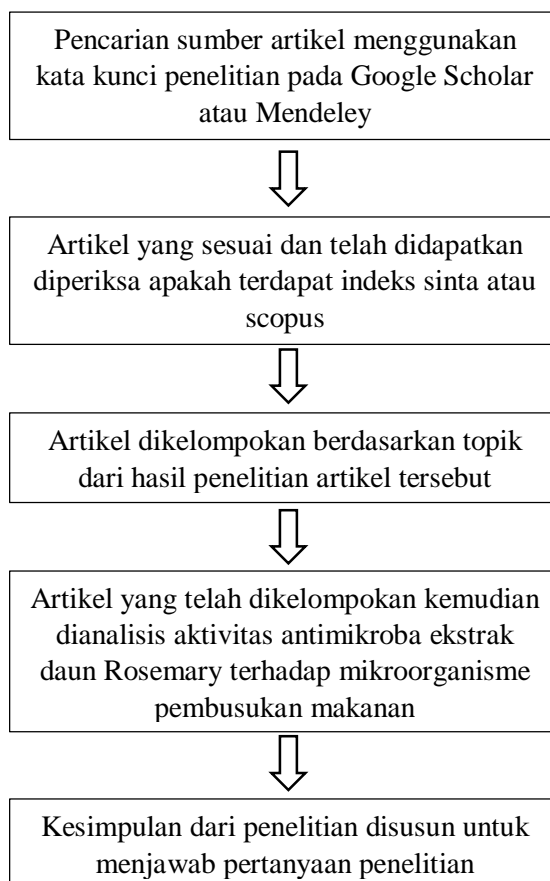 Pencarian sumber artikel menggunakan
kata kunci penelitian pada Google Scholar
atau Mendeley
Artikel yang sesuai dan telah didapatkan
diperiksa apakah terdapat indeks sinta atau
scopus
Artikel dikelompokan berdasarkan topik
dari hasil penelitian artikel tersebut
Artikel yang telah dikelompokan kemudian
dianalisis aktivitas antimikroba ekstrak
daun Rosemary terhadap mikroorganisme
pembusukan makanan
Kesimpulan dari penelitian disusun untuk
menjawab pertanyaan penelitian